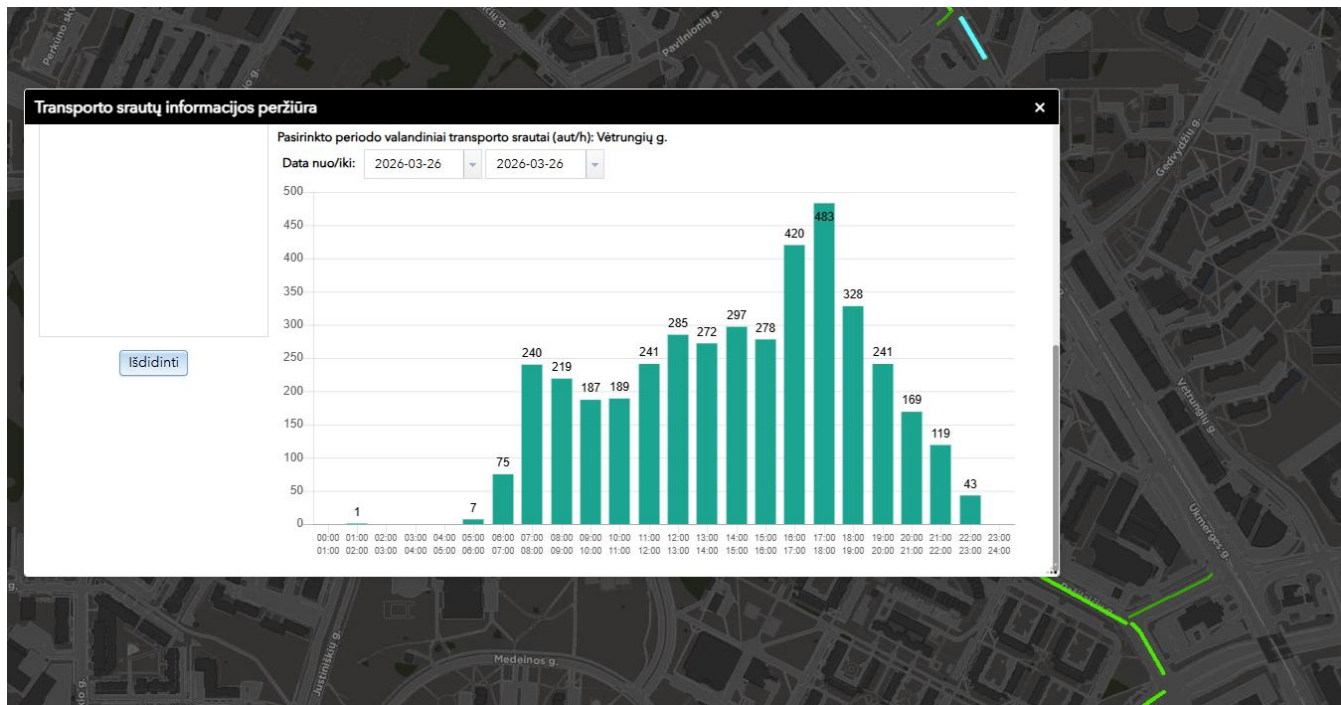 Perkūno sk
Pavilnionių g.
Gedvydžių g.
Transporto srautų informacijos peržiūra
×
Pasirinkto periodo valandiniai transporto srautai (aut/h): Vėtrungių g.
Data nuo/iki: 2026-03-26 2026-03-26
Išdidinti
500
450
400
350
300
250
200
150
100
50
0
1
7
75
240
219
187
189
241
285
272
297
278
420
483
328
241
169
119
43
00:00 01:00 02:00 03:00 04:00 05:00 06:00 07:00 08:00 09:00 10:00 11:00 12:00 13:00 14:00 15:00 16:00 17:00 18:00 19:00 20:00 21:00 22:00 23:00
01:00 02:00 03:00 04:00 05:00 06:00 07:00 08:00 09:00 10:00 11:00 12:00 13:00 14:00 15:00 16:00 17:00 18:00 19:00 20:00 21:00 22:00 23:00 24:00
Vėtrungių g.
Ukmergės g.
g.
Justiniškių g.
Medeinos g.